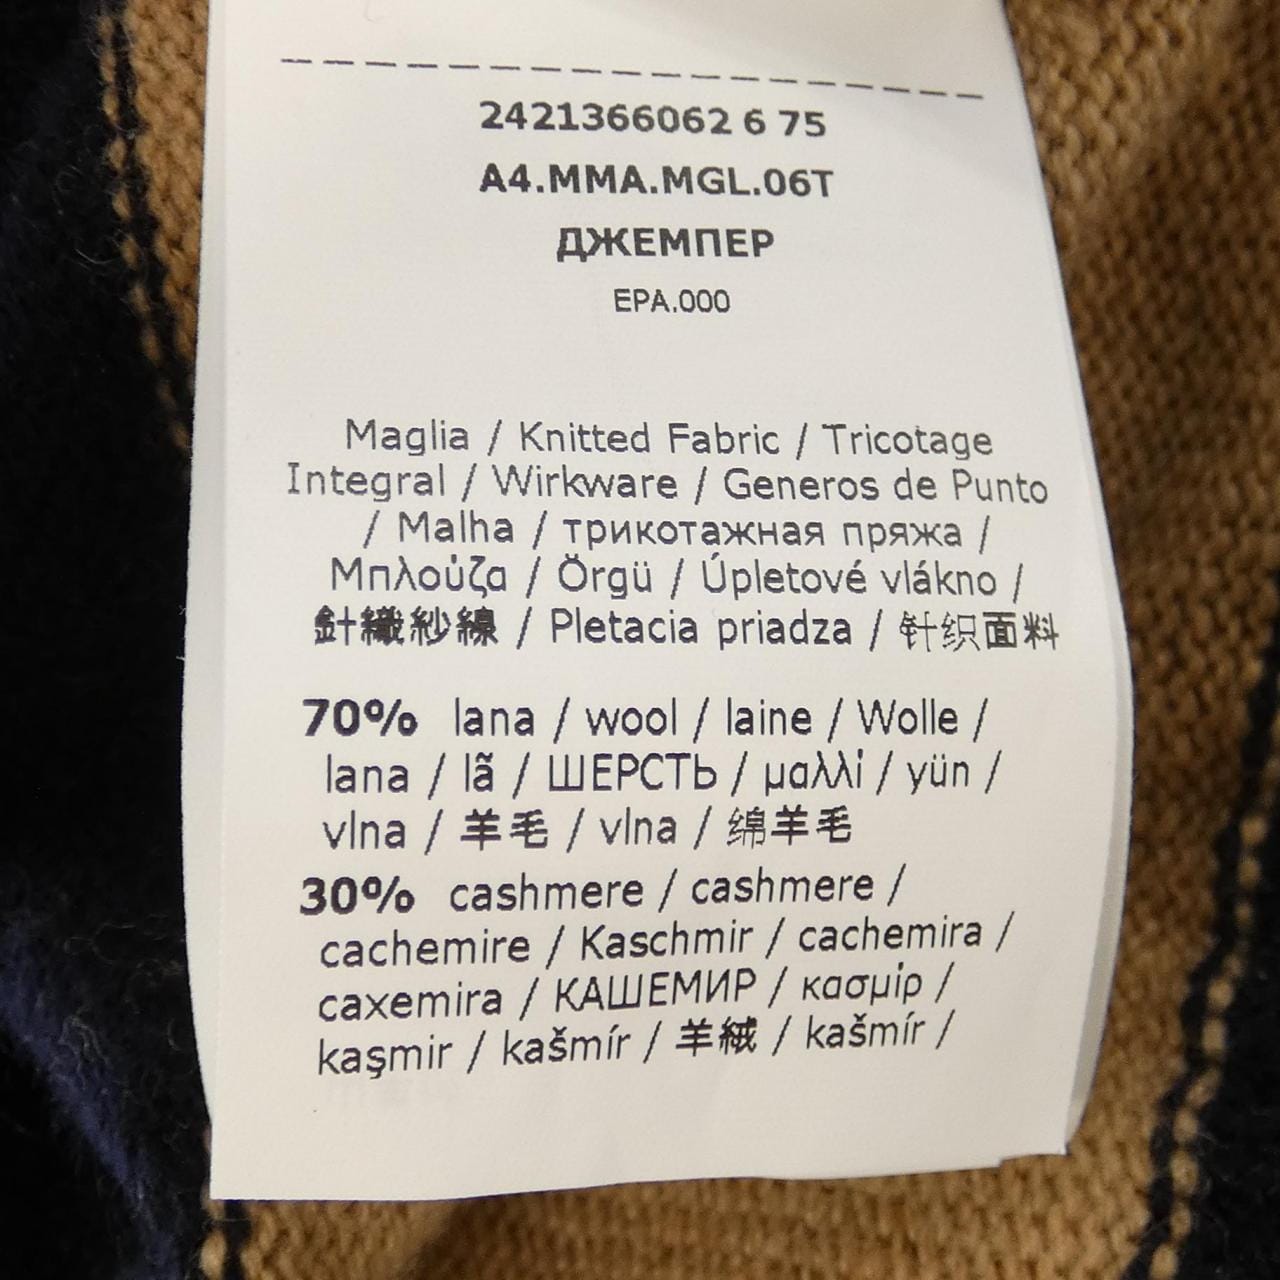 2421366062 6 75
A4.MMA.MGL.06T
ДЖЕМПЕР
EPA.000
Maglia / Knitted Fabric / Tricotage
Integral / Wirkware / Generos de Punto
/ Malha / трикотажная пряжа /
Μπλούζα / Örgü / Úpletové vlákno /
針織紗線 / Pletacia priadza / 针织面料
70% lana / wool / laine / Wolle /
lana / lã / ШЕРСТЬ / μαλλί / yün /
vlna / 羊毛 / vlna / 绵羊毛
30% cashmere / cashmere /
cachemire / Kaschmir / cachemira /
caxemira / КАШЕМИР / κασμίρ /
kaşmir / kašmír / 羊絨 / kašmír /